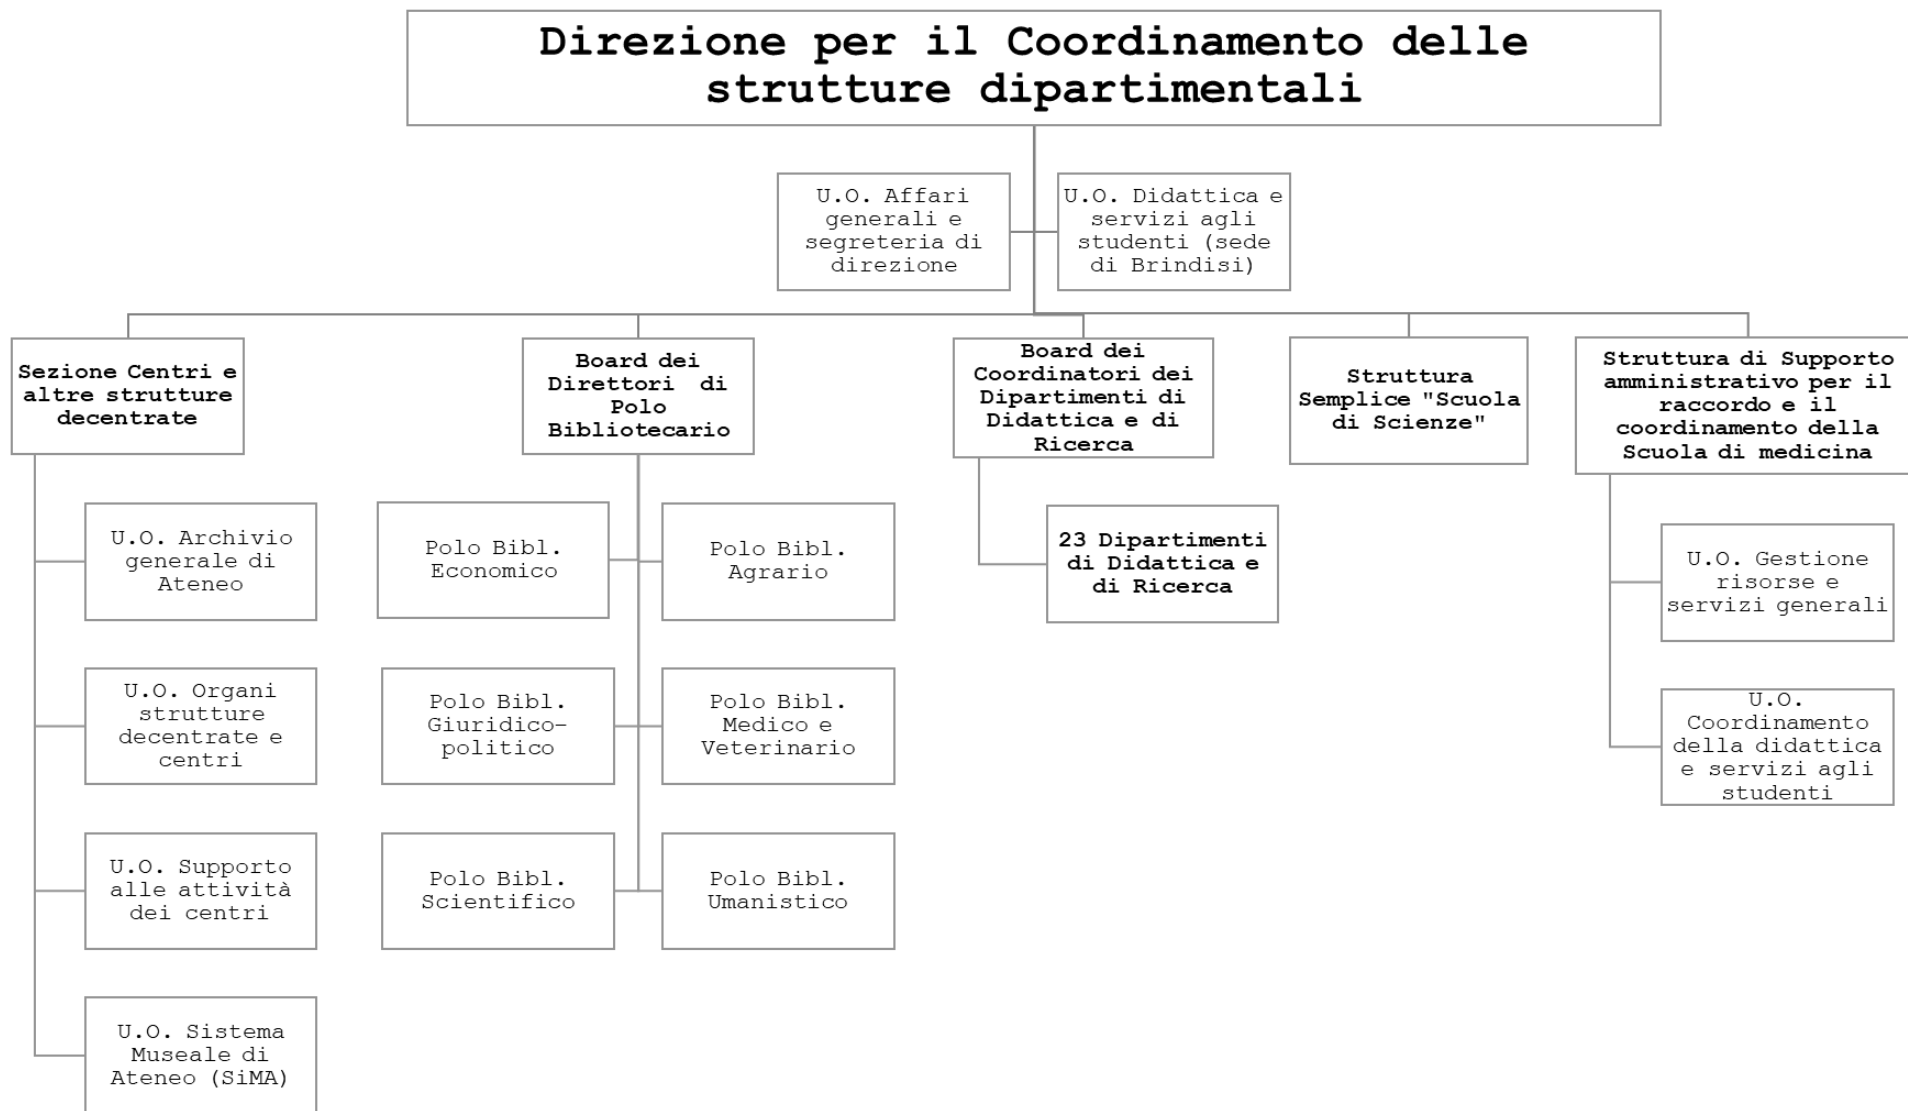 Direzione per il Coordinamento delle
strutture dipartimentali
U.O. Affari
generali e
segreteria di
direzione
U.O. Didattica e
servizi agli
studenti (sede
di Brindisi)
Sezione Centri e
altre strutture
decentrate
Board dei
Direttori di
Polo
Bibliotecario
Board dei
Coordinatori dei
Dipartimenti di
Didattica e di
Ricerca
Struttura
Semplice "Scuola
di Scienze"
Struttura di Supporto
amministrativo per il
raccordo e il
coordinamento della
Scuola di medicina
U.O. Archivio
generale di
Ateneo
U.O. Organi
strutture
decentrate e
centri
U.O. Supporto
alle attività
dei centri
U.O. Sistema
Museale di
Ateneo (SiMA)
Polo Bibl.
Economico
Polo Bibl.
Agrario
Polo Bibl.
Giuridico-
politico
Polo Bibl.
Medico e
Veterinario
Polo Bibl.
Scientifico
Polo Bibl.
Umanistico
23 Dipartimenti
di Didattica e
di Ricerca
U.O. Gestione
risorse e
servizi generali
U.O.
Coordinamento
della didattica
e servizi agli
studenti